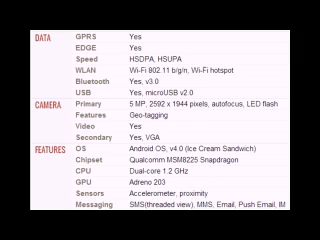 DATA GPRS Yes
EDGE Yes
Speed HSDPA, HSUPA
WLAN Wi-Fi 802.11 b/g/n, Wi-Fi hotspot
Bluetooth Yes, v3.0
USB Yes, microUSB v2.0
CAMERA Primary 5 MP, 2592 x 1944 pixels, autofocus, LED flash
Features Geo-tagging
Video Yes
Secondary Yes, VGA
FEATURES OS Android OS, v4.0 (Ice Cream Sandwich)
Chipset Qualcomm MSM8225 Snapdragon
CPU Dual-core 1.2 GHz
GPU Adreno 203
Sensors Accelerometer, proximity
Messaging SMS(threaded view), MMS, Email, Push Email, IM